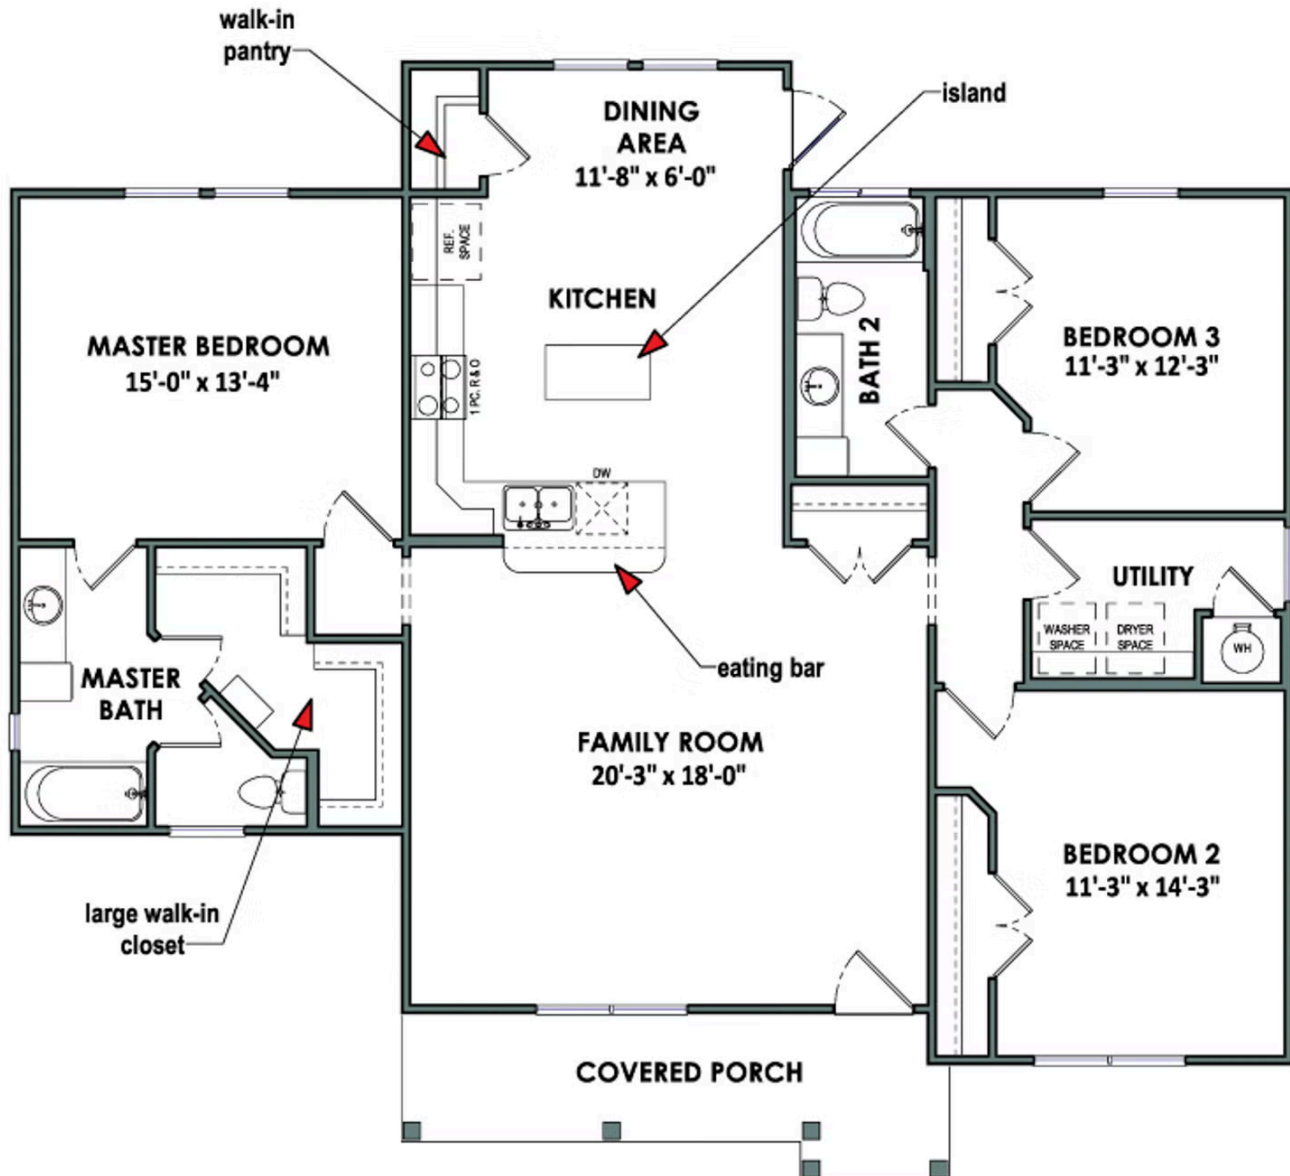 walk-in
pantry
island
DINING
AREA
11'-8" x 6'-0"
REF.
SPACE
KITCHEN
MASTER BEDROOM
15'-0" x 13'-4"
1 PC. R & O
BATH 2
BEDROOM 3
11'-3" x 12'-3"
DW
UTILITY
WASHER
SPACE
DRYER
SPACE
WH
eating bar
MASTER
BATH
FAMILY ROOM
20'-3" x 18'-0"
large walk-in
closet
BEDROOM 2
11'-3" x 14'-3"
COVERED PORCH